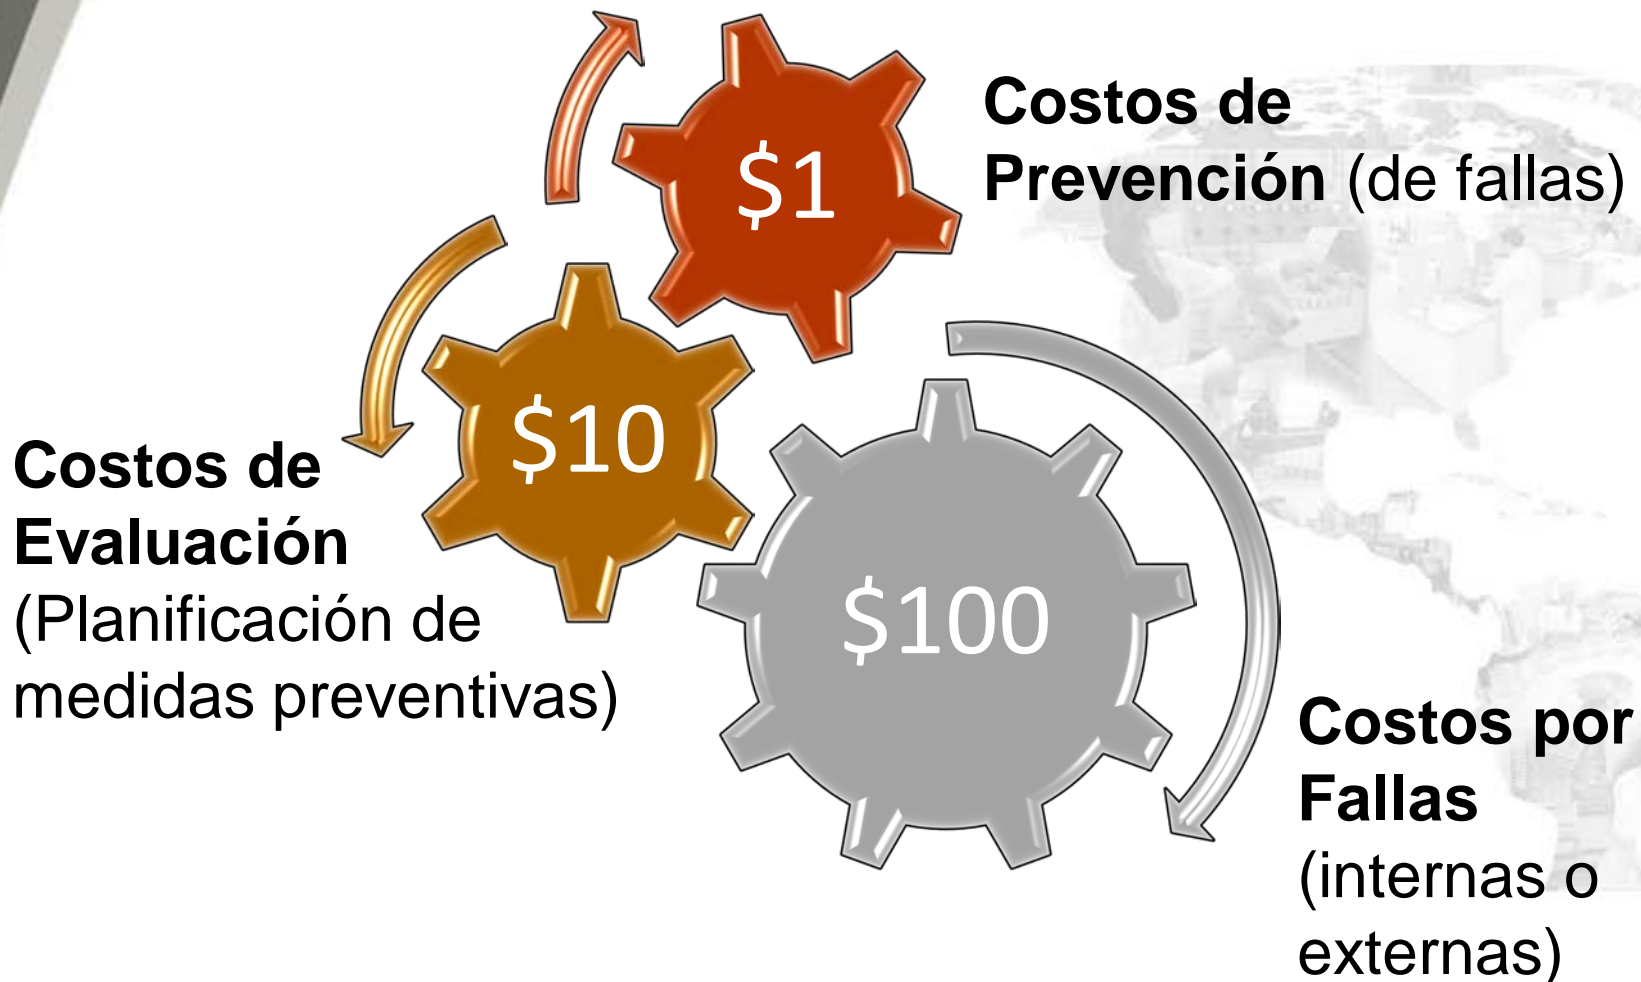 $1
Costos de
Prevención (de fallas)
$10
Costos de
Evaluación
(Planificación de
medidas preventivas)
$100
Costos por
Fallas
(internas o
externas)